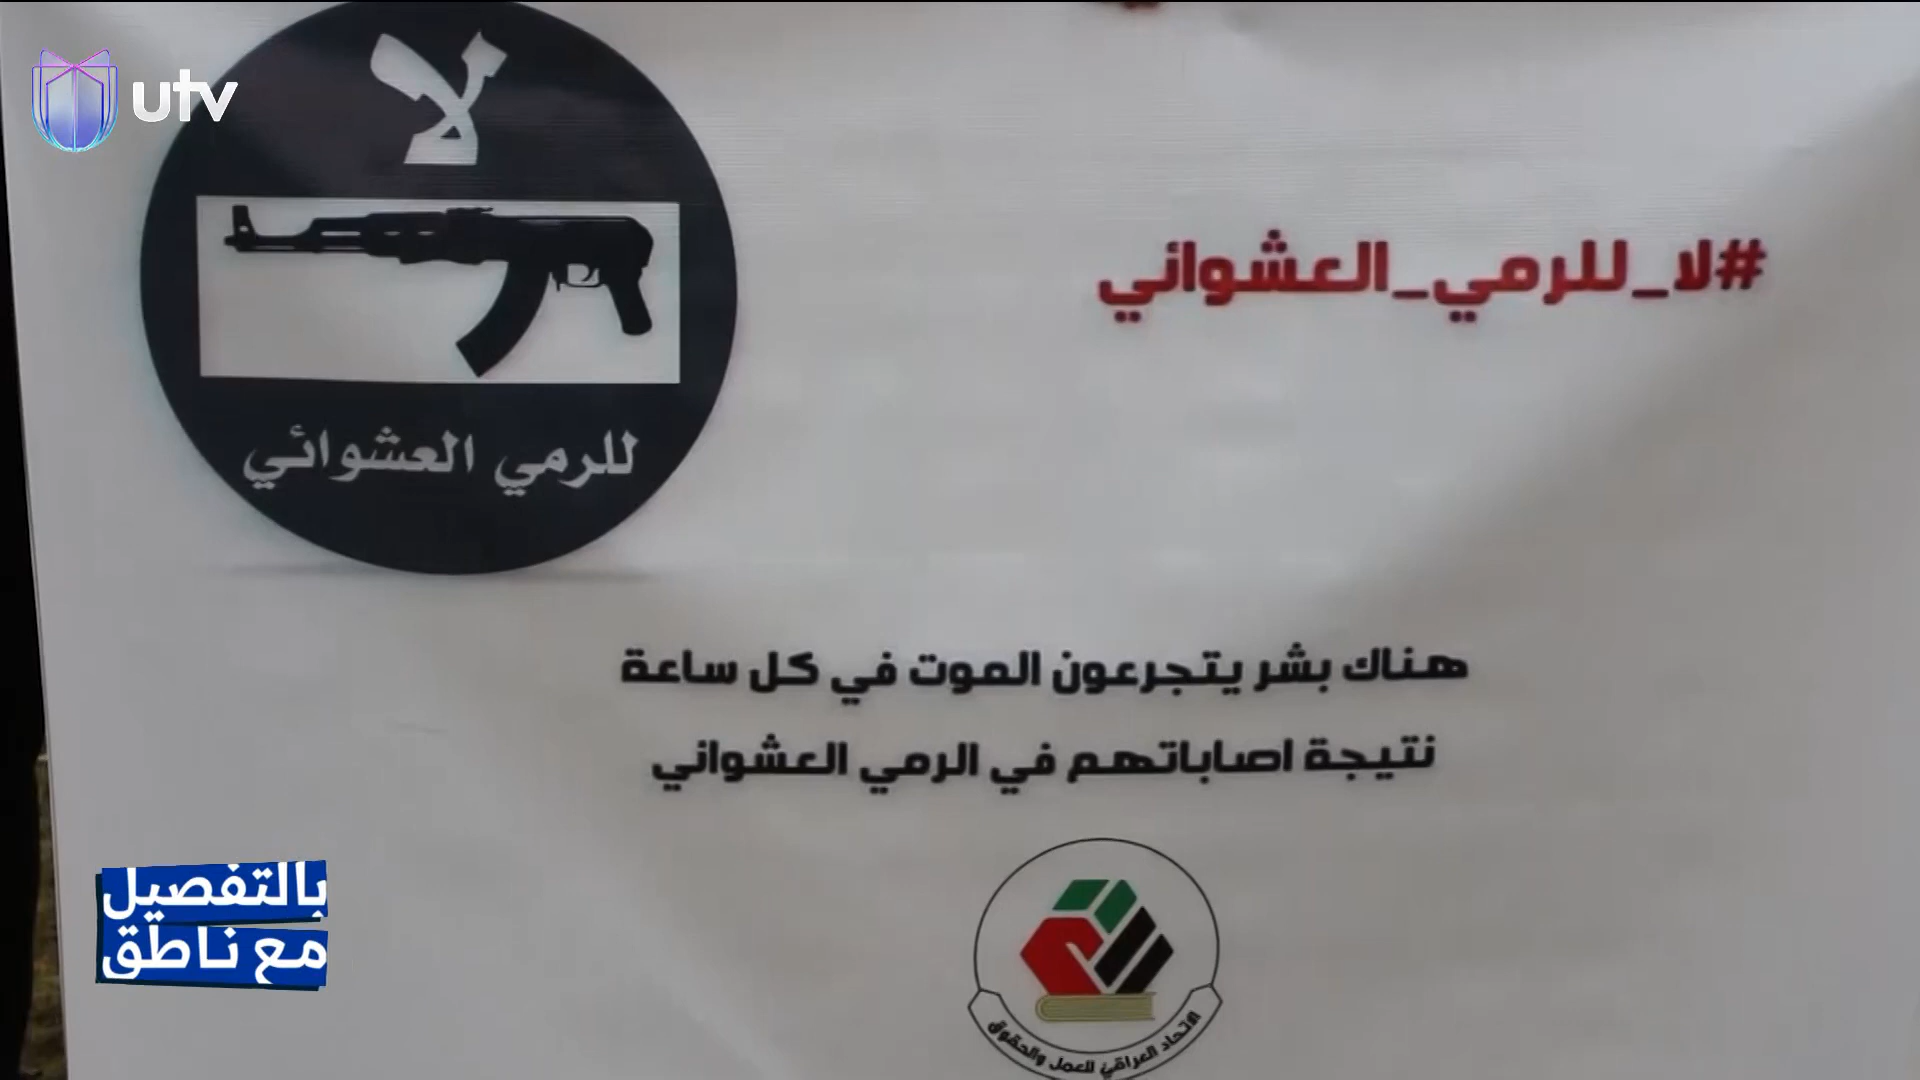 utv
لا
للرمي العشوائي
#لا_للرمي_العشوائي
هناك بشر يتجرعون الموت في كل ساعة
نتيجة اصاباتهم في الرمي العشوائي
بالتفصيل
مع ناطق
الاتحاد العراقي للعمل والحقوق